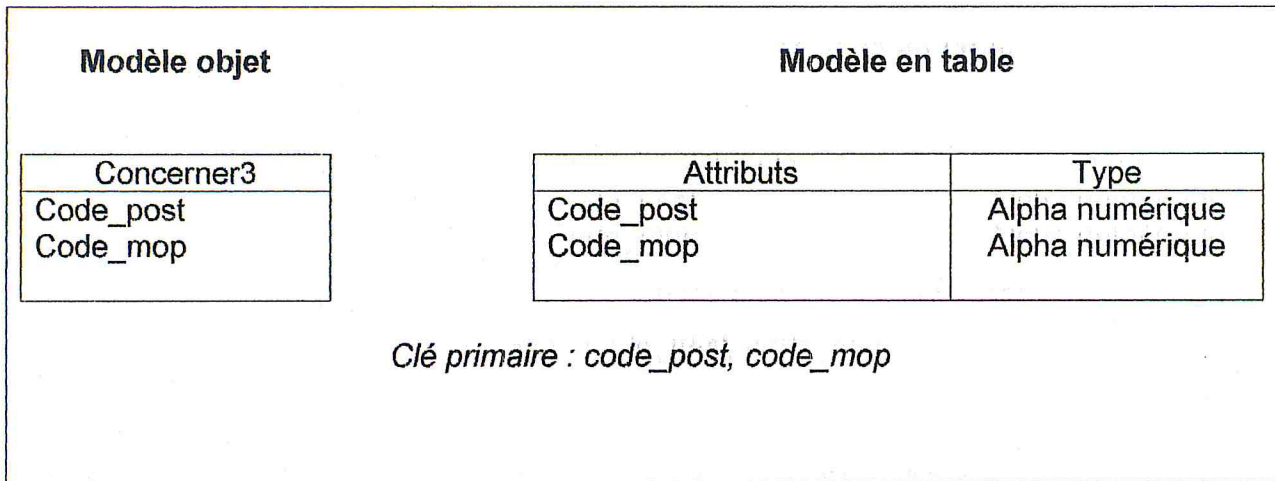 Modèle objet Modèle en table
Concerner3 Attributs Type
Code_post Code_post Alpha numérique
Code_mop Code_mop Alpha numérique
Clé primaire : code_post, code_mop